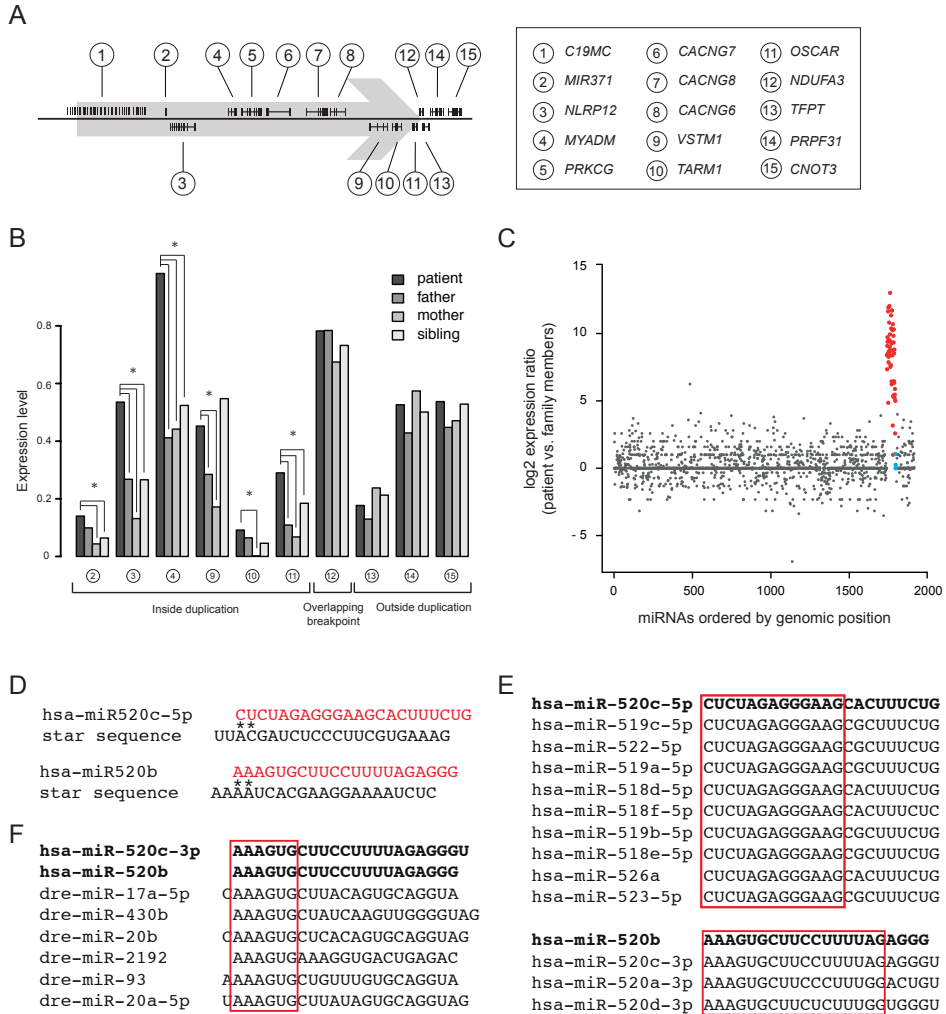 A
1 2 4 5 6 7 8 12 14 15
3 9 10 11 13
1 C19MC 6 CACNG7 11 OSCAR
2 MIR371 7 CACNG8 12 NDUFA3
3 NLRP12 8 CACNG6 13 TFPT
4 MYADM 9 VSTM1 14 PRPF31
5 PRKCG 10 TARM1 15 CNOT3
B
Expression level
0.8
0.6
0.4
0.2
0
* * * * * *
patient
father
mother
sibling
2 3 4 9 10 11 12 13 14 15
Inside duplication
Overlapping breakpoint
Outside duplication
C
log2 expression ratio
(patient vs. family members)
15
10
5
0
- 5
0 500 1000 1500 2000
miRNAs ordered by genomic position
D
hsa-miR520c-5p CUCUAGAGGGAAGCACUUUCUG
**
star sequence UUACGAUCUCCCUUCGUGAAAG
hsa-miR520b AAAGUGCUUCCUUUUAGAGGG
**
star sequence AAAAUCACGAAGGAAAAUCUC
E
hsa-miR-520c-5p CUCUAGAGGGAAGCACUUUCUG
hsa-miR-519c-5p CUCUAGAGGGAAGCGCUUUCUG
hsa-miR-522-5p CUCUAGAGGGAAGCGCUUUCUG
hsa-miR-519a-5p CUCUAGAGGGAAGCGCUUUCUG
hsa-miR-518d-5p CUCUAGAGGGAAGCACUUUCUG
hsa-miR-518f-5p CUCUAGAGGGAAGCACUUUCUC
hsa-miR-519b-5p CUCUAGAGGGAAGCGCUUUCUG
hsa-miR-518e-5p CUCUAGAGGGAAGCGCUUUCUG
hsa-miR-526a CUCUAGAGGGAAGCACUUUCUG
hsa-miR-523-5p CUCUAGAGGGAAGCGCUUUCUG
hsa-miR-520b AAAGUGCUUCCUUUUAGAGGG
hsa-miR-520c-3p AAAGUGCUUCCUUUUAGAGGGU
hsa-miR-520a-3p AAAGUGCUUCCCUUUGGACUGU
hsa-miR-520d-3p AAAGUGCUUCUCUUUGGUGGGU
F
hsa-miR-520c-3p AAAGUGCUUCCUUUUAGAGGGU
hsa-miR-520b AAAGUGCUUCCUUUUAGAGGG
dre-miR-17a-5p CAAAGUGCUUACAGUGCAGGUA
dre-miR-430b AAAGUGCUAUCAAGUUGGGGUAG
dre-miR-20b CAAAGUGCUCACAGUGCAGGUAG
dre-miR-2192 AAAGUGAAAGGUGACUGAGAC
dre-miR-93 AAAAGUGCUGUUUGUGCAGGUA
dre-miR-20a-5p UAAAGUGCUUAUAGUGCAGGUAG